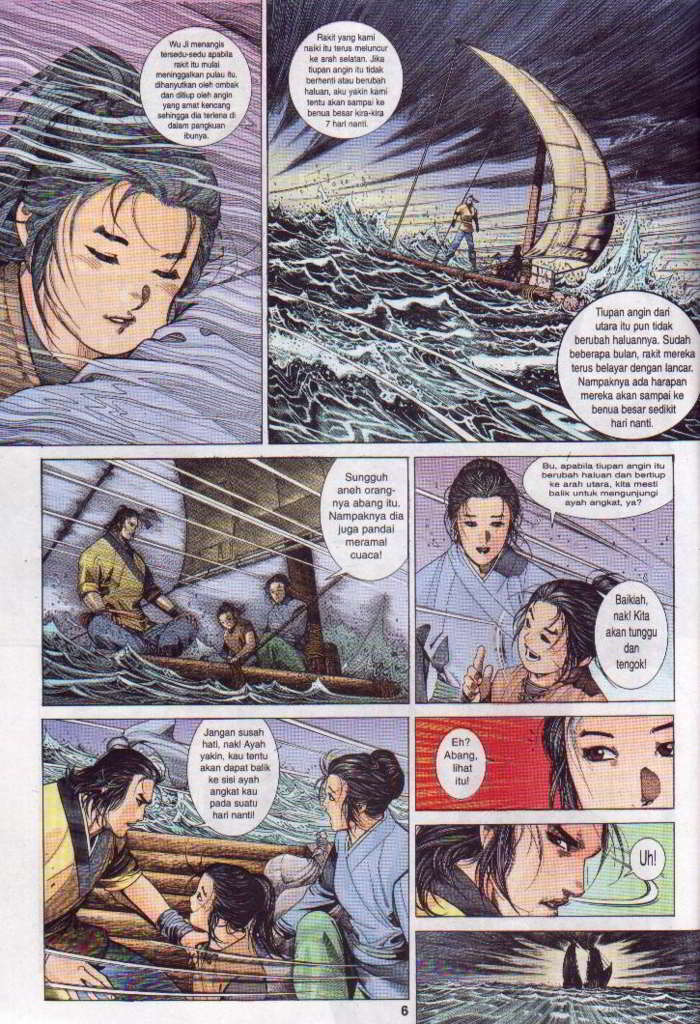 Wu Ji menangis
tersedu-sedu apabila
rakit itu mulai
meninggalkan pulau itu,
dihanyutkan oleh ombak
dan ditiup oleh angin
yang amat kencang
sehingga dia terlena di
dalam pangkuan
ibunya.
Rakit yang kami
naiki itu terus meluncur
ke arah selatan. Jika
tiupan angin itu tidak
berhenti atau berubah
haluan, aku yakin kami
tentu akan sampai ke
benua besar kira-kira
7 hari nanti.
Tiupan angin dari
utara itu pun tidak
berubah haluannya. Sudah
beberapa bulan, rakit mereka
terus belayar dengan lancar.
Nampaknya ada harapan
mereka akan sampai ke
benua besar sedikit
hari nanti.
Sungguh
aneh orang-
nya abang itu.
Nampaknya dia
juga pandai
meramal
cuaca!
Bu, apabila tiupan angin itu
berubah haluan dan bertiup
ke arah utara, kita mesti
balik untuk mengunjungi
ayah angkat, ya?
Baiklah,
nak! Kita
akan tunggu
dan
tengok!
Jangan susah
hati, nak! Ayah
yakin, kau tentu
akan dapat balik
ke sisi ayah
angkat kau
pada suatu
hari nanti!
Eh?
Abang,
lihat
itu!
Uh!
6